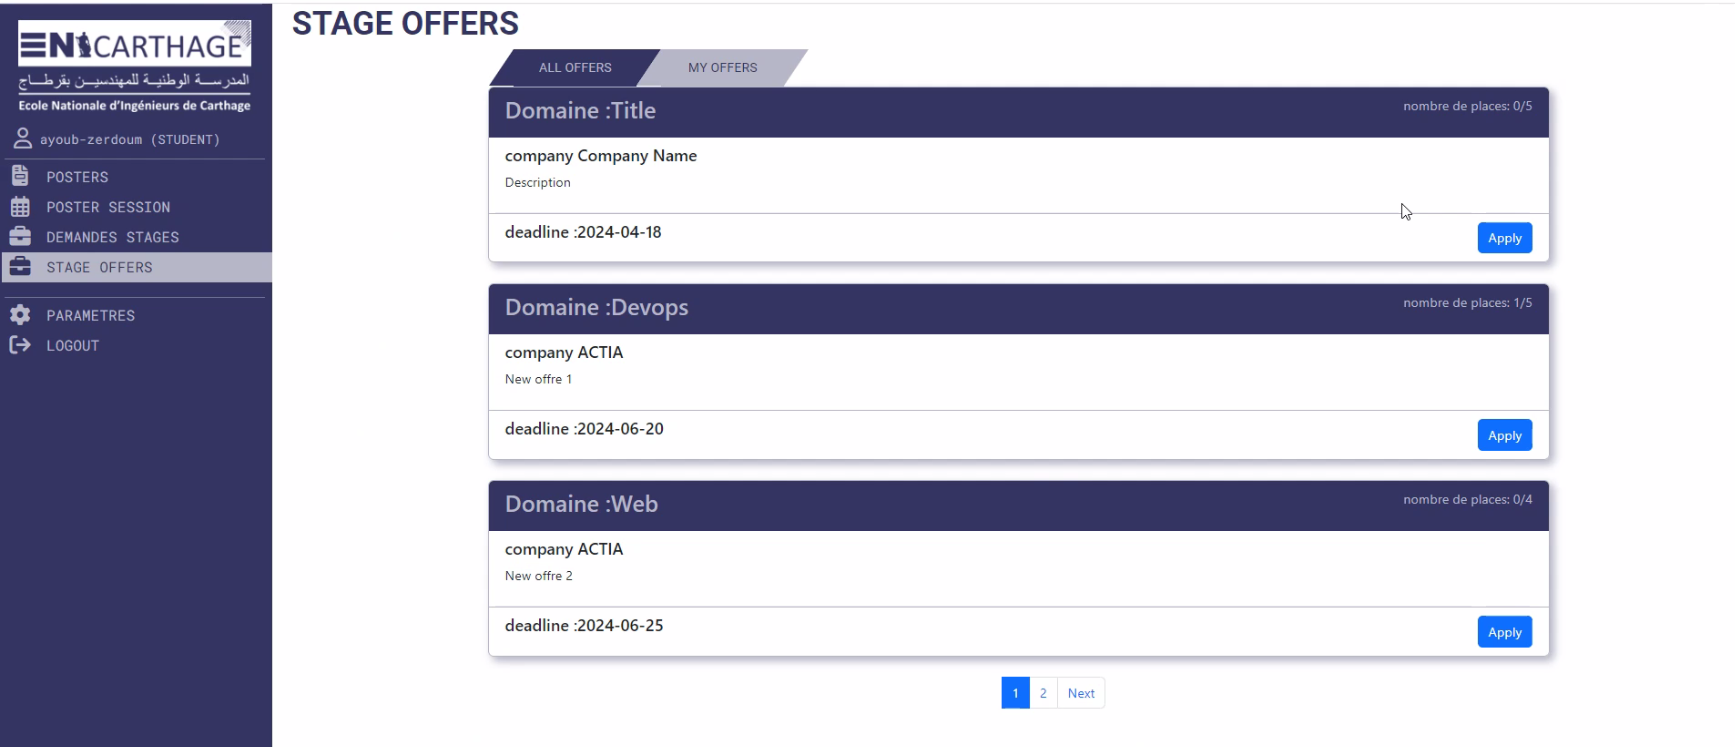 STAGE OFFERS
ENICARTHAGE
المدرســة الوطنيــة للمهندسيــن بقرطــاج
Ecole Nationale d'Ingénieurs de Carthage
ayoub-zerdoum (STUDENT)
POSTERS
POSTER SESSION
DEMANDES STAGES
STAGE OFFERS
PARAMETRES
LOGOUT
ALL OFFERS
MY OFFERS
Domaine :Title
nombre de places: 0/5
company Company Name
Description
deadline :2024-04-18
Apply
Domaine :Devops
nombre de places: 1/5
company ACTIA
New offre 1
deadline :2024-06-20
Apply
Domaine :Web
nombre de places: 0/4
company ACTIA
New offre 2
deadline :2024-06-25
Apply
1 2 Next